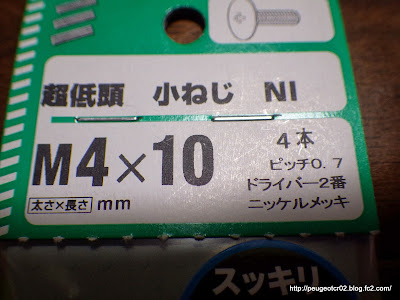 超低頭 小ねじ NI
M4×10
太さ×長さ mm
4本
ピッチ0.7
ドライバー2番
ニッケルメッキ
スッキリ
http://peugeotcr02.blog.fc2.com/